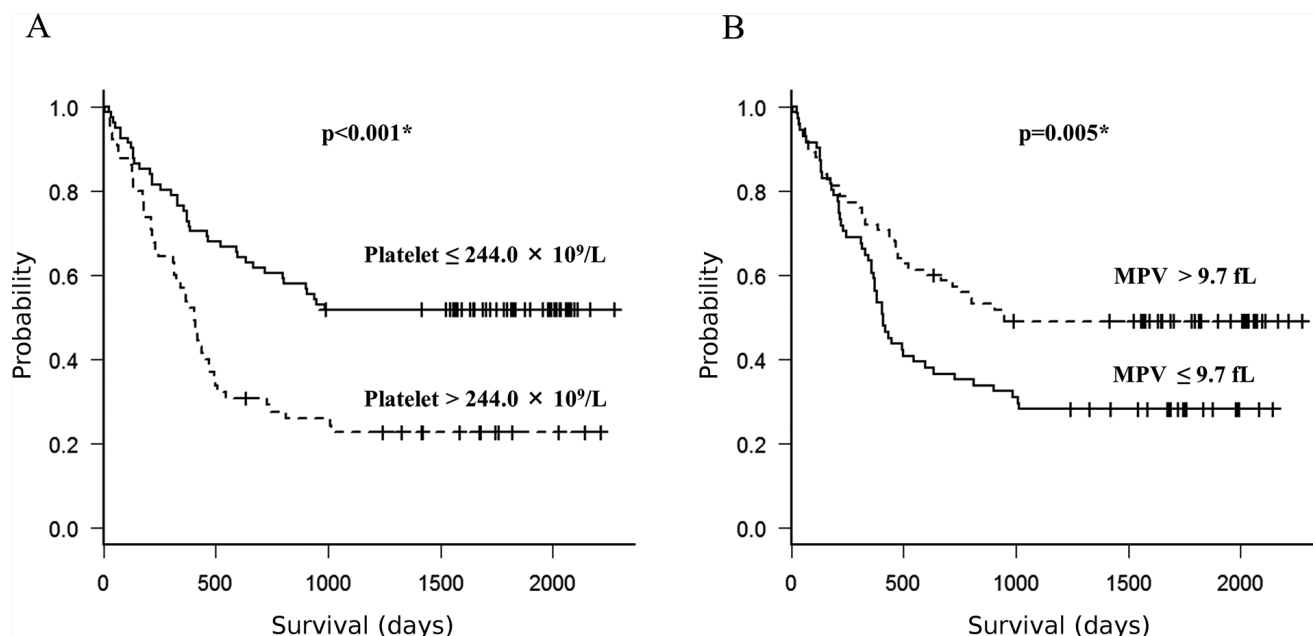 A
p<0.001*
Platelet ≤ 244.0 × 10⁹/L
Platelet > 244.0 × 10⁹/L
Probability
1.0
0.8
0.6
0.4
0.2
0.0
0 500 1000 1500 2000
Survival (days)
B
p=0.005*
MPV > 9.7 fL
MPV ≤ 9.7 fL
Probability
1.0
0.8
0.6
0.4
0.2
0.0
0 500 1000 1500 2000
Survival (days)